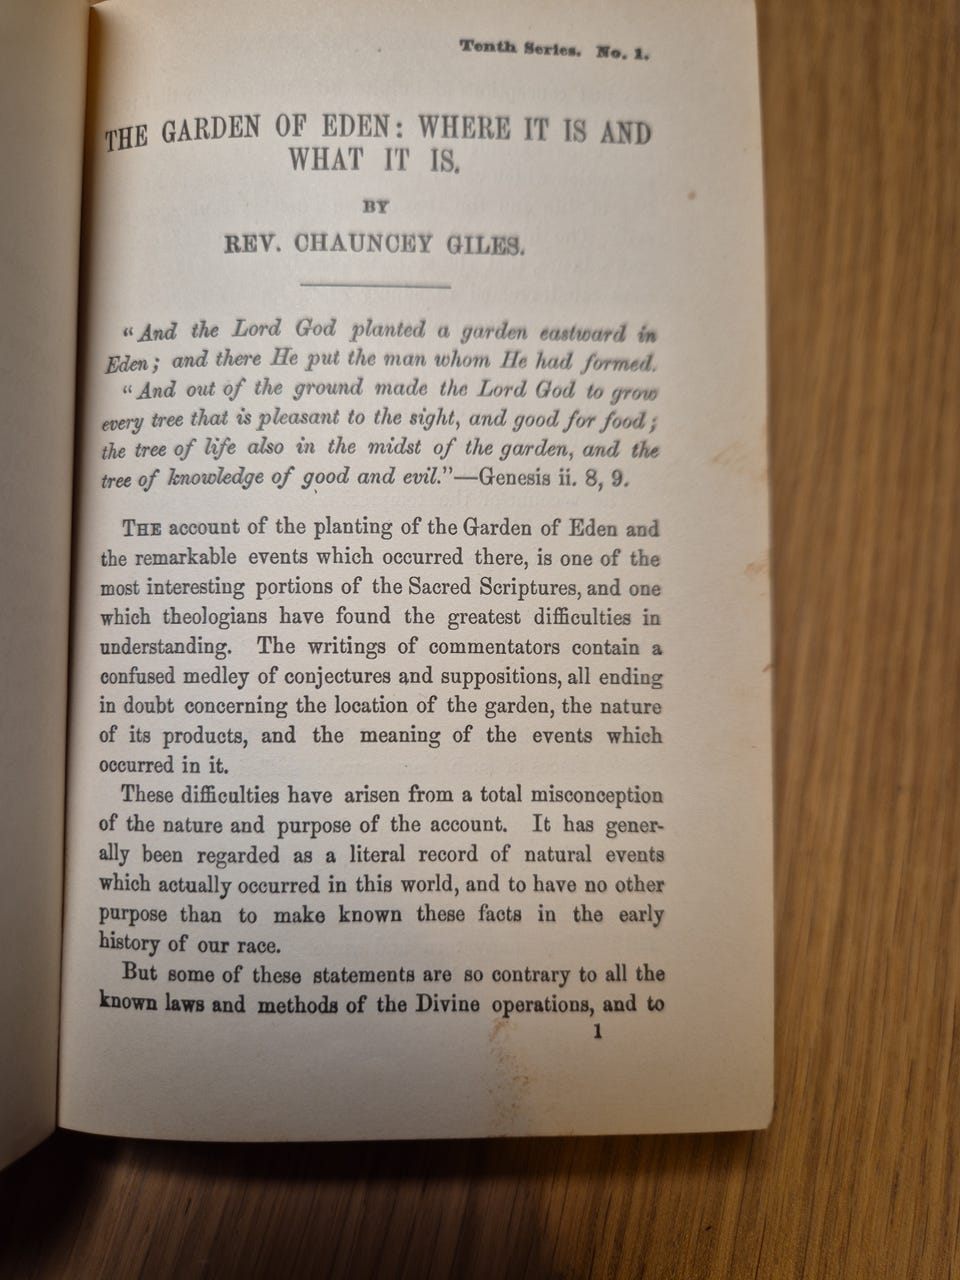 Tenth Series. No. 1.
THE GARDEN OF EDEN: WHERE IT IS AND
WHAT IT IS.
BY
REV. CHAUNCEY GILES.
“And the Lord God planted a garden eastward in
Eden; and there He put the man whom He had formed.
“And out of the ground made the Lord God to grow
every tree that is pleasant to the sight, and good for food;
the tree of life also in the midst of the garden, and the
tree of knowledge of good and evil.”—Genesis ii. 8, 9.
THE account of the planting of the Garden of Eden and
the remarkable events which occurred there, is one of the
most interesting portions of the Sacred Scriptures, and one
which theologians have found the greatest difficulties in
understanding. The writings of commentators contain a
confused medley of conjectures and suppositions, all ending
in doubt concerning the location of the garden, the nature
of its products, and the meaning of the events which
occurred in it.
These difficulties have arisen from a total misconception
of the nature and purpose of the account. It has gener-
ally been regarded as a literal record of natural events
which actually occurred in this world, and to have no other
purpose than to make known these facts in the early
history of our race.
But some of these statements are so contrary to all the
known laws and methods of the Divine operations, and to
1